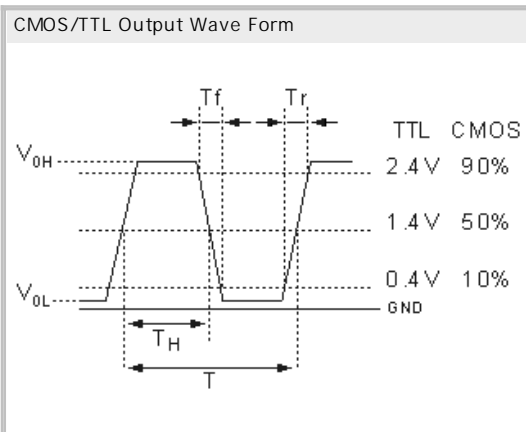 CMOS/TTL Output Wave Form
Tf Tr
TTL CMOS
V0H 2.4V 90%
1.4V 50%
0.4V 10%
V0L GND
TH
T